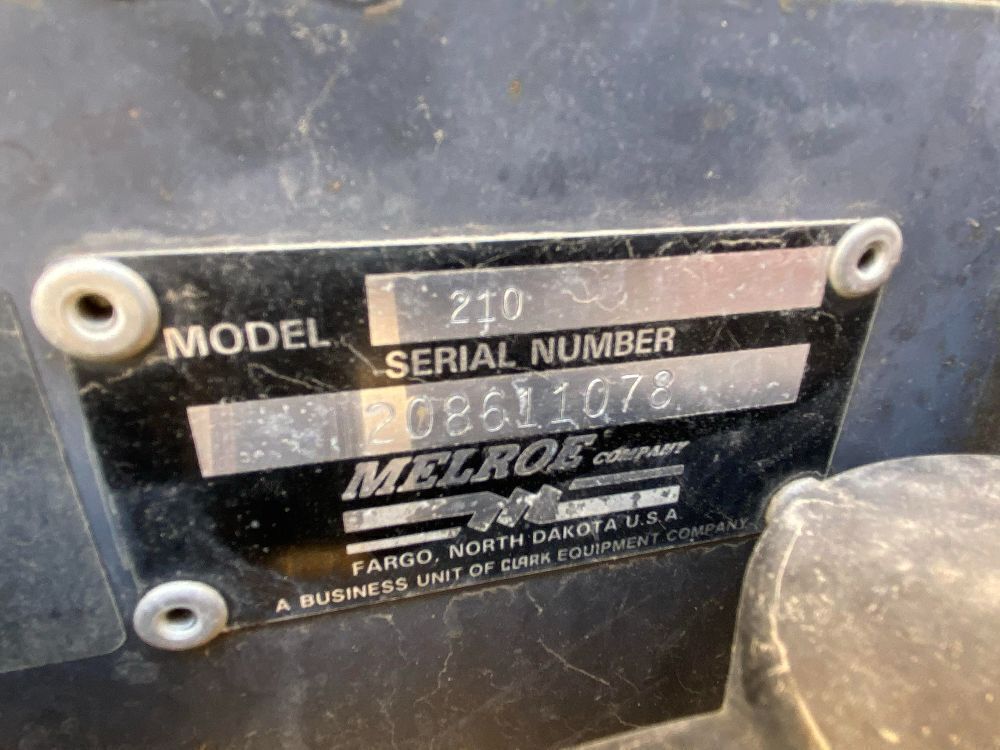 MODEL 210
SERIAL NUMBER
208611078
MELROE COMPANY
FARGO, NORTH DAKOTA U.S.A
A BUSINESS UNIT OF CLARK EQUIPMENT COMPANY